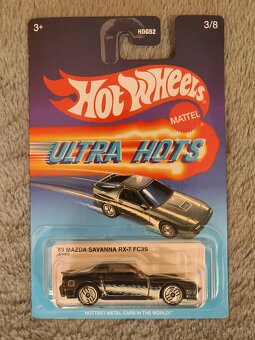 3+
HDG52
3/8
Hot Wheels
MATTEL
ULTRA HOTS
'89 MAZDA SAVANNA RX-7 FC3S
HOTTEST METAL CARS IN THE WORLD!